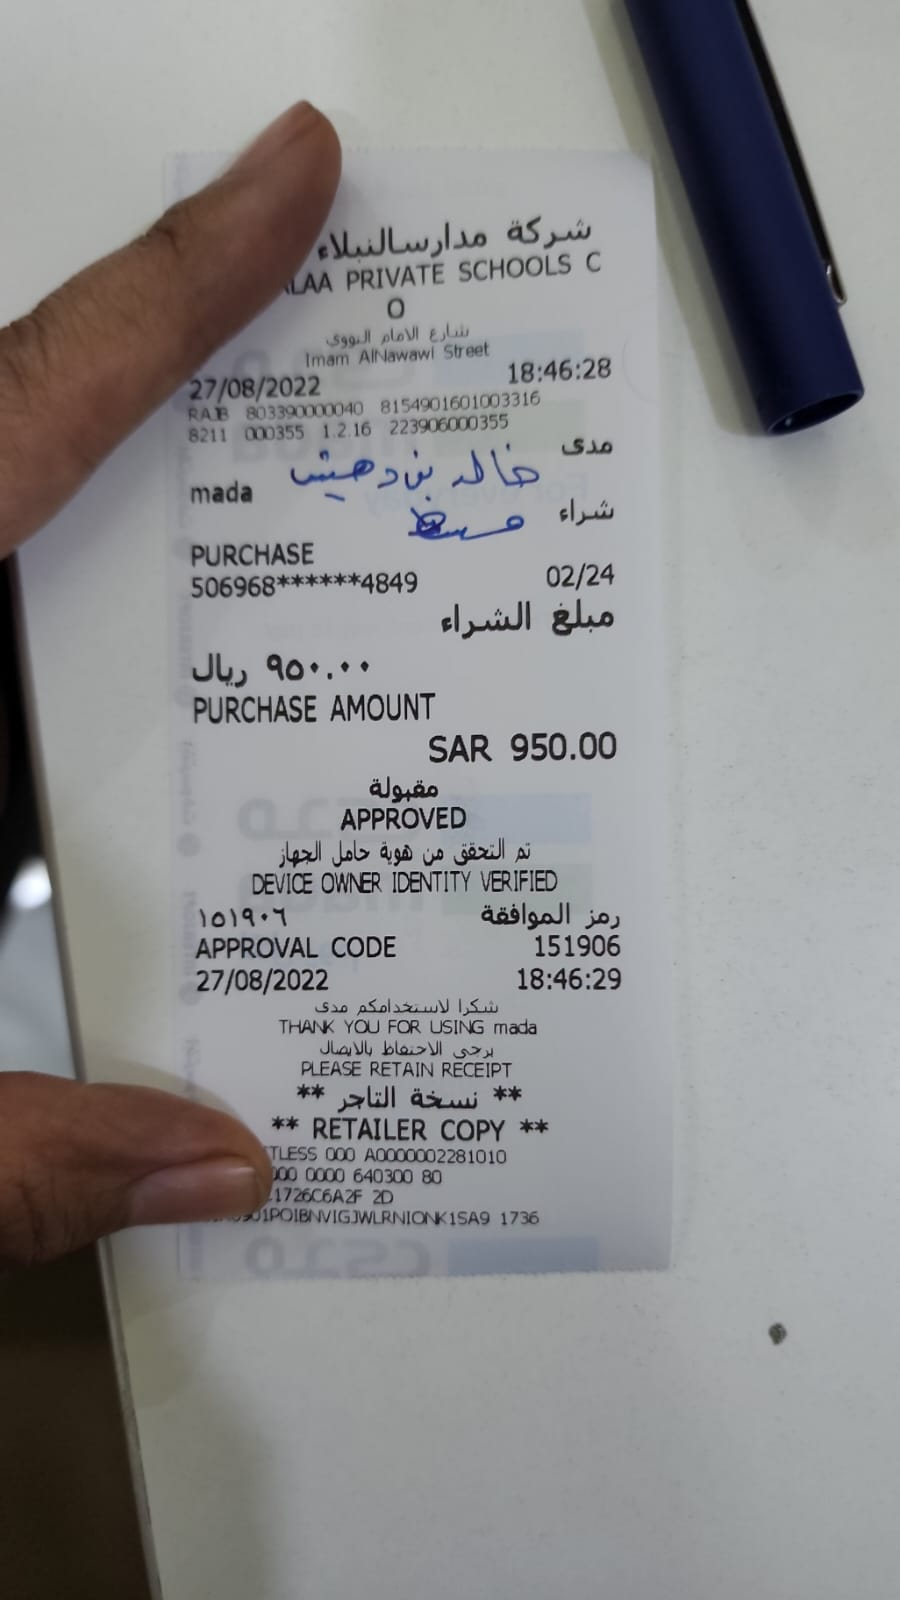 شركة مدارسالنبلاء
LAA PRIVATE SCHOOLS C
O
شارع الامام النووي
Imam AlNawawi Street
27/08/2022 18:46:28
RAJB 803390000040 8154901601003316
8211 000355 1.2.16 223906000355
مدى
mada
خالد بن دهيش
شراء
PURCHASE
506968******4849 02/24
مبلغ الشراء
٩٥٠.٠٠ ريال
PURCHASE AMOUNT
SAR 950.00
مقبولة
APPROVED
تم التحقق من هوية حامل الجهاز
DEVICE OWNER IDENTITY VERIFIED
رمز الموافقة ١٥١٩٠٦
APPROVAL CODE 151906
27/08/2022 18:46:29
شكرا لاستخدامكم مدى
THANK YOU FOR USING mada
يرجى الاحتفاظ بالايصال
PLEASE RETAIN RECEIPT
** نسخة التاجر **
** RETAILER COPY **
TLESS 000 A0000002281010
000 0000 640300 80
1726C6A2F 2D
01POIBNVIGJWLRNIONK1SA9 1736